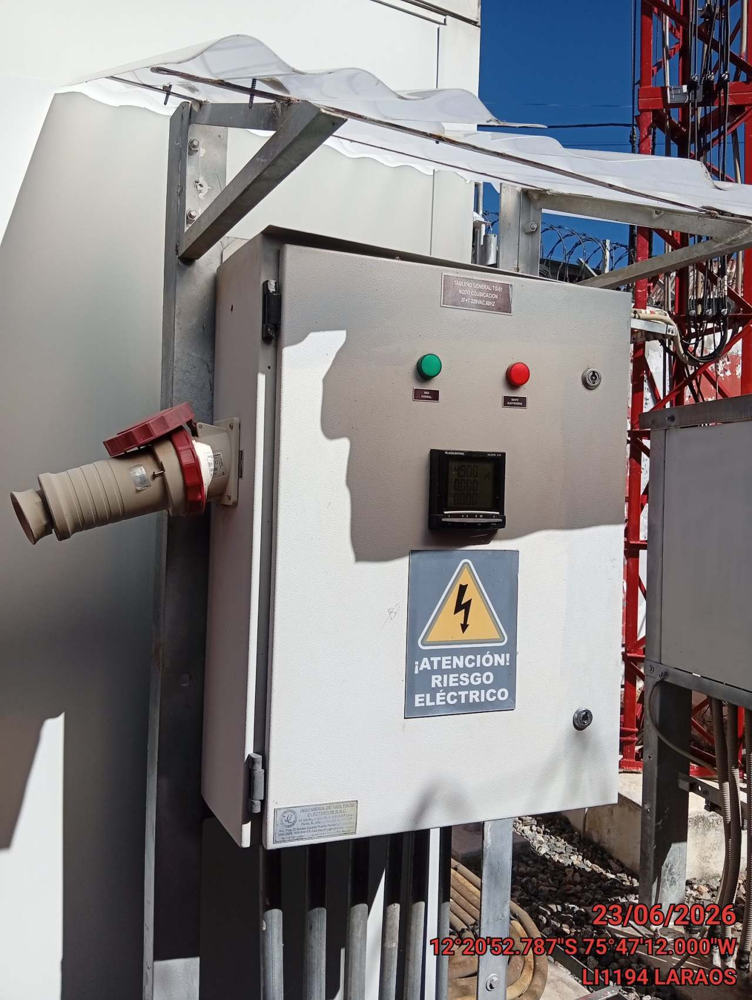 TABLERO GENERAL TG-01
NODO COUBICACION
2F+T 220VAC,60HZ
RED
NORMAL
GRUPO
ELECTROGENO
socomec
¡ATENCIÓN!
RIESGO
ELÉCTRICO
INGENIERIA DE TABLEROS
ELECTRICOS S.A.C.
23/06/2026
12°20'52.787"S 75°47'12.000"W
LI1194 LARAOS